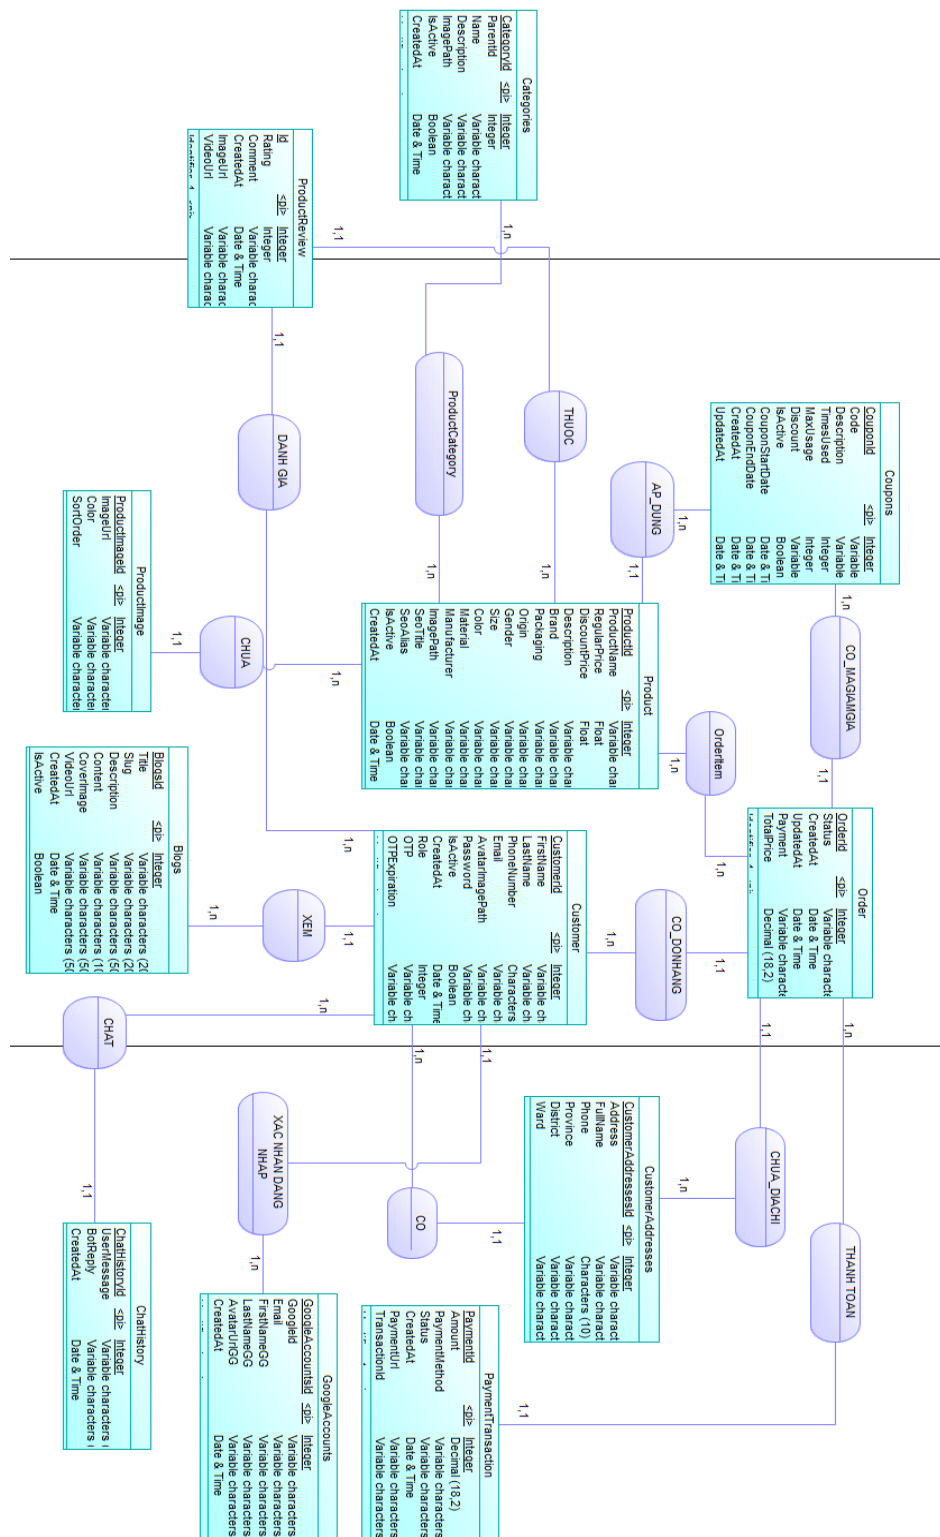 Coupons
CouponId <pi> Integer
Code Variable
Description Variable
TimesUsed Integer
MaxUsage Integer
Discount Variable
IsActive Boolean
CouponStartDate Date & Ti
CouponEndDate Date & Ti
CreatedAt Date & Ti
UpdatedAt Date & Ti
1,n
CO_MAGIAMGIA
1,1
Order
OrderId <pi> Integer
Status Variable charact
CreatedAt Date & Time
UpdatedAt Date & Time
Payment Variable characte
TotalPrice Decimal (18,2)
1,n
THANH TOAN
1,1
1,1
CHUA_DIACHI
1,n
1,n
AP_DUNG
1,1
OrderItem
1,n
1,n
CO_DONHANG
1,1
1,n
CustomerAddresses
CustomerAddressesId <pi> Integer
Address Variable charact
FullName Variable charact
Phone Characters (10)
Province Variable charact
District Variable charact
Ward Variable charact
Product
ProductId <pi> Integer
ProductName Variable char
RegularPrice Float
DiscountPrice Float
Description Variable char
Brand Variable char
Packaging Variable char
Origin Variable char
Gender Variable char
Size Variable char
Color Variable char
Material Variable char
Manufacturer Variable char
ImagePath Variable char
SeoTitle Variable char
SeoAlias Variable char
IsActive Boolean
CreatedAt Date & Time
THUOC
1,n
1,1
Categories
CategoryId <pi> Integer
ParentId Integer
Name Variable charact
Description Variable charact
ImagePath Variable charact
IsActive Boolean
CreatedAt Date & Time
1,n
ProductCategory
1,n
Customer
CustomerId <pi> Integer
FirstName Variable ch
LastName Variable ch
PhoneNumber Characters
Email Variable ch
AvatarImagePath Variable ch
Password Variable ch
IsActive Boolean
CreatedAt Date & Time
Role Integer
OTP Variable ch
OTPExpiration Variable ch
1,1
1,n
CO
1,1
PaymentTransaction
PaymentId <pi> Integer
Amount Decimal (18,2)
PaymentMethod Variable characters
Status Variable characters
CreatedAt Date & Time
PaymentUrl Variable characters
TransactionId Variable characters
ProductReview
Id <pi> Integer
Rating Integer
Comment Variable charac
CreatedAt Date & Time
ImageUrl Variable charac
VideoUrl Variable charac
1,1
DANH GIA
1,n
CHUA
1,n
1,1
XEM
1,1
1,n
1,n
XAC NHAN DANG
NHAP
1,n
GoogleAccounts
GoogleAccountsId <pi> Integer
GoogleId Variable characters
Email Variable characters
FirstNameGG Variable characters
LastNameGG Variable characters
AvatarUrlGG Variable characters
CreatedAt Date & Time
ProductImage
ProductImageId <pi> Integer
ImageUrl Variable character
Color Variable character
SortOrder Variable character
Blogs
BlogsId <pi> Integer
Title Variable characters (20
Slug Variable characters (20
Description Variable characters (50
Content Variable characters (10
CoverImage Variable characters (50
VideoUrl Variable characters (50
CreatedAt Date & Time
IsActive Boolean
CHAT
1,1
ChatHistory
ChatHistoryId <pi> Integer
UserMessage Variable characters (
BotReply Variable characters (
CreatedAt Date & Time